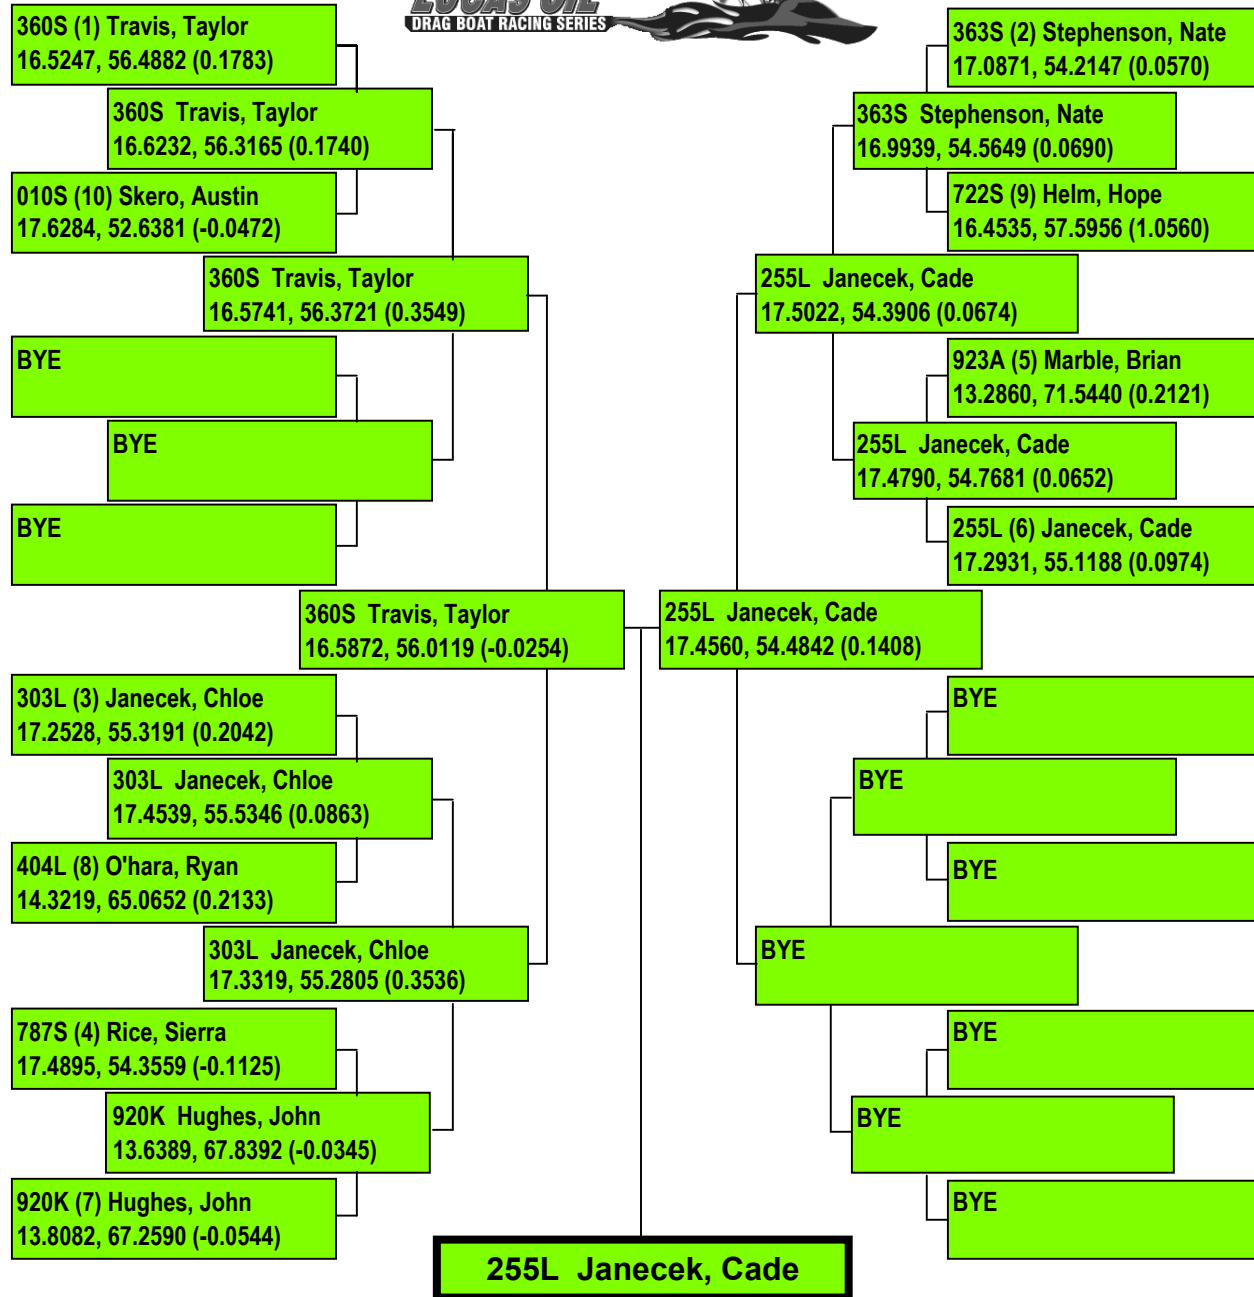 LUCAS OIL
DRAG BOAT RACING SERIES
360S (1) Travis, Taylor
16.5247, 56.4882 (0.1783)
360S Travis, Taylor
16.6232, 56.3165 (0.1740)
010S (10) Skero, Austin
17.6284, 52.6381 (-0.0472)
360S Travis, Taylor
16.5741, 56.3721 (0.3549)
BYE
BYE
BYE
360S Travis, Taylor
16.5872, 56.0119 (-0.0254)
303L (3) Janecek, Chloe
17.2528, 55.3191 (0.2042)
303L Janecek, Chloe
17.4539, 55.5346 (0.0863)
404L (8) O'hara, Ryan
14.3219, 65.0652 (0.2133)
303L Janecek, Chloe
17.3319, 55.2805 (0.3536)
787S (4) Rice, Sierra
17.4895, 54.3559 (-0.1125)
920K Hughes, John
13.6389, 67.8392 (-0.0345)
920K (7) Hughes, John
13.8082, 67.2590 (-0.0544)
363S (2) Stephenson, Nate
17.0871, 54.2147 (0.0570)
363S Stephenson, Nate
16.9939, 54.5649 (0.0690)
722S (9) Helm, Hope
16.4535, 57.5956 (1.0560)
255L Janecek, Cade
17.5022, 54.3906 (0.0674)
923A (5) Marble, Brian
13.2860, 71.5440 (0.2121)
255L Janecek, Cade
17.4790, 54.7681 (0.0652)
255L (6) Janecek, Cade
17.2931, 55.1188 (0.0974)
255L Janecek, Cade
17.4560, 54.4842 (0.1408)
BYE
BYE
BYE
BYE
BYE
BYE
BYE
255L Janecek, Cade